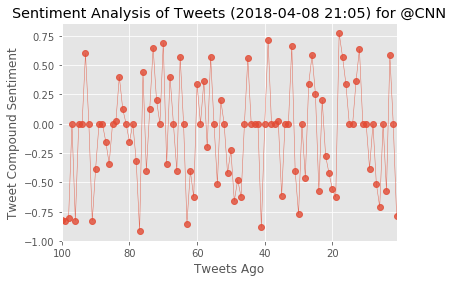 Sentiment Analysis of Tweets (2018-04-08 21:05) for @CNN
Tweet Compound Sentiment
0.75
0.50
0.25
0.00
−0.25
−0.50
−0.75
−1.00
100 80 60 40 20
Tweets Ago